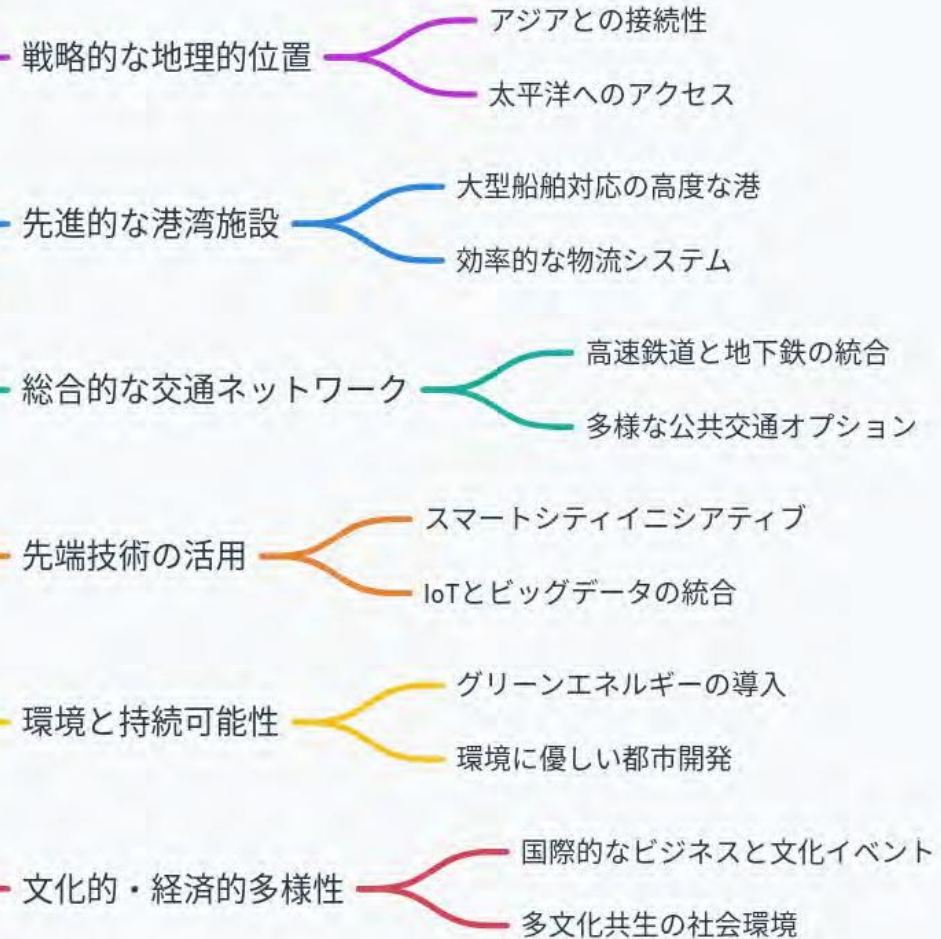 戦略的な地理的位置
アジアとの接続性
太平洋へのアクセス
先進的な港湾施設
大型船舶対応の高度な港
効率的な物流システム
総合的な交通ネットワーク
高速鉄道と地下鉄の統合
多様な公共交通オプション
先端技術の活用
スマートシティイニシアティブ
IoTとビッグデータの統合
環境と持続可能性
グリーンエネルギーの導入
環境に優しい都市開発
文化的・経済的多様性
国際的なビジネスと文化イベント
多文化共生の社会環境